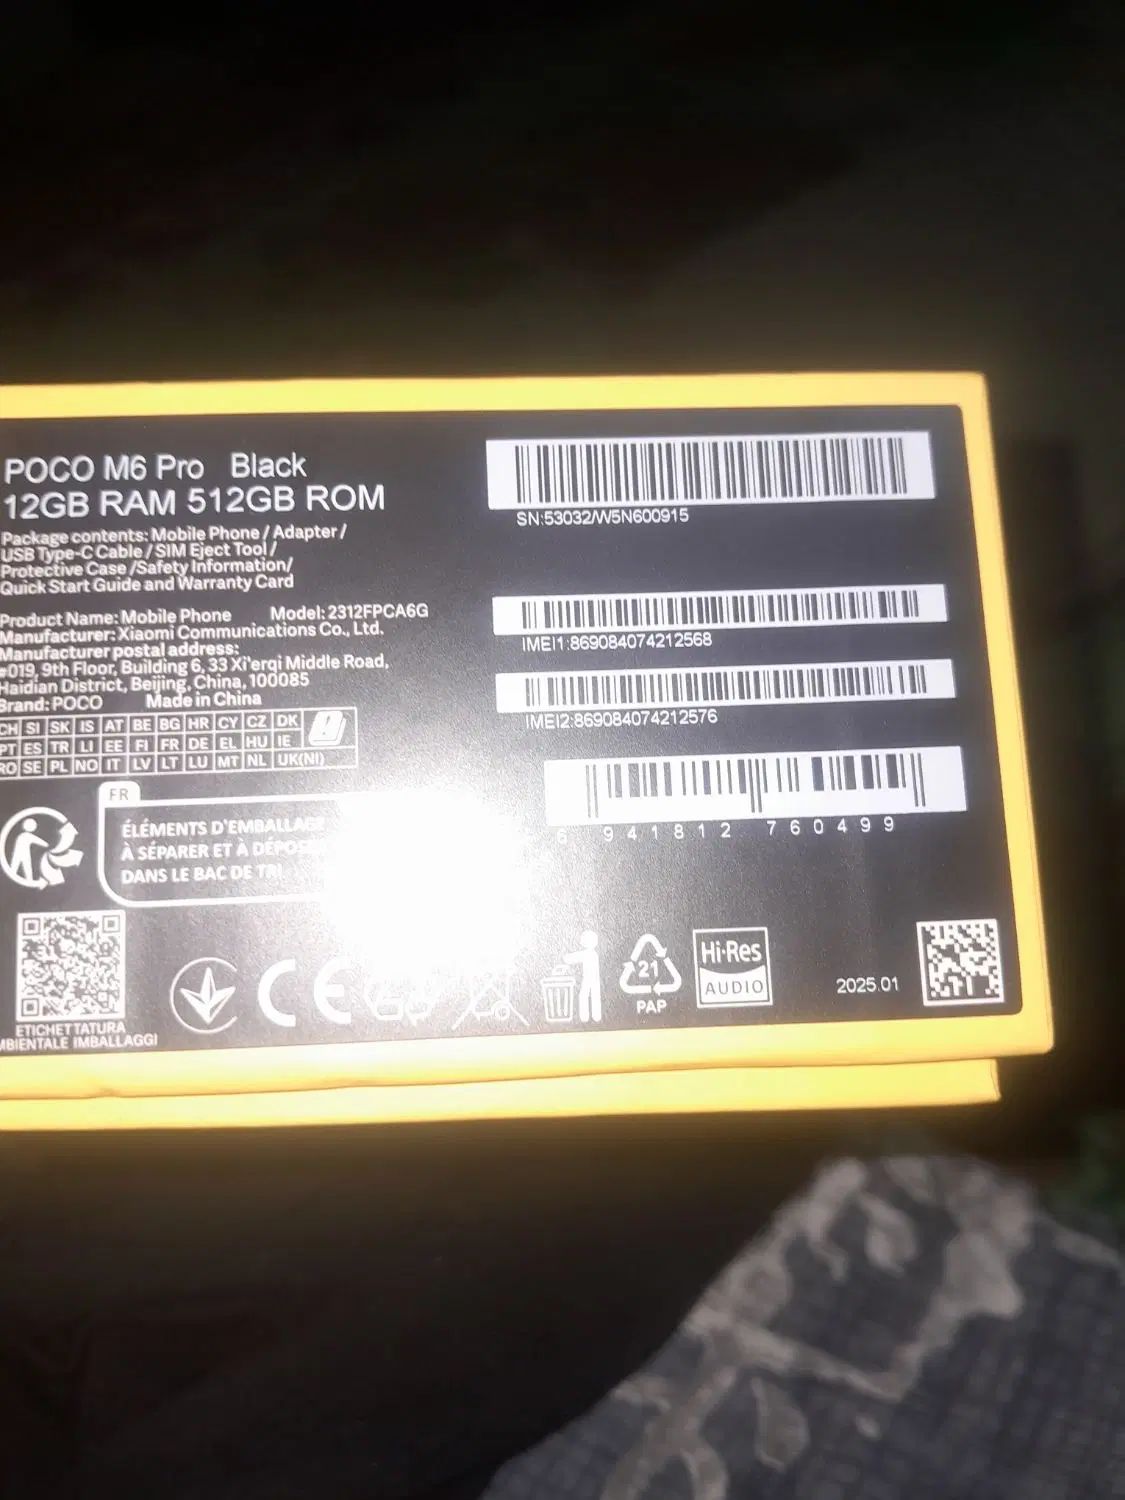 POCO M6 Pro Black
12GB RAM 512GB ROM
Package contents: Mobile Phone / Adapter /
USB Type-C Cable / SIM Eject Tool /
Protective Case /Safety Information/
Quick Start Guide and Warranty Card
Product Name: Mobile Phone Model: 2312FPCA6G
Manufacturer: Xiaomi Communications Co., Ltd.
Manufacturer postal address:
#019, 9th Floor, Building 6, 33 Xi'erqi Middle Road,
Haidian District, Beijing, China, 100085
Brand: POCO Made in China
CH SI SK IS AT BE BG HR CY CZ DK
PT ES TR LI EE FI FR DE EL HU IE
RO SE PL NO IT LV LT LU MT NL UK(NI)
FR
ÉLÉMENTS D'EMBALLAGE
À SÉPARER ET À DÉPOSER
DANS LE BAC DE TRI
ETICHETTATURA
AMBIENTALE IMBALLAGGI
SN:53032/W5N600915
IMEI1:869084074212568
IMEI2:869084074212576
6 941812 760499
CE
21
PAP
Hi-Res
AUDIO
2025.01